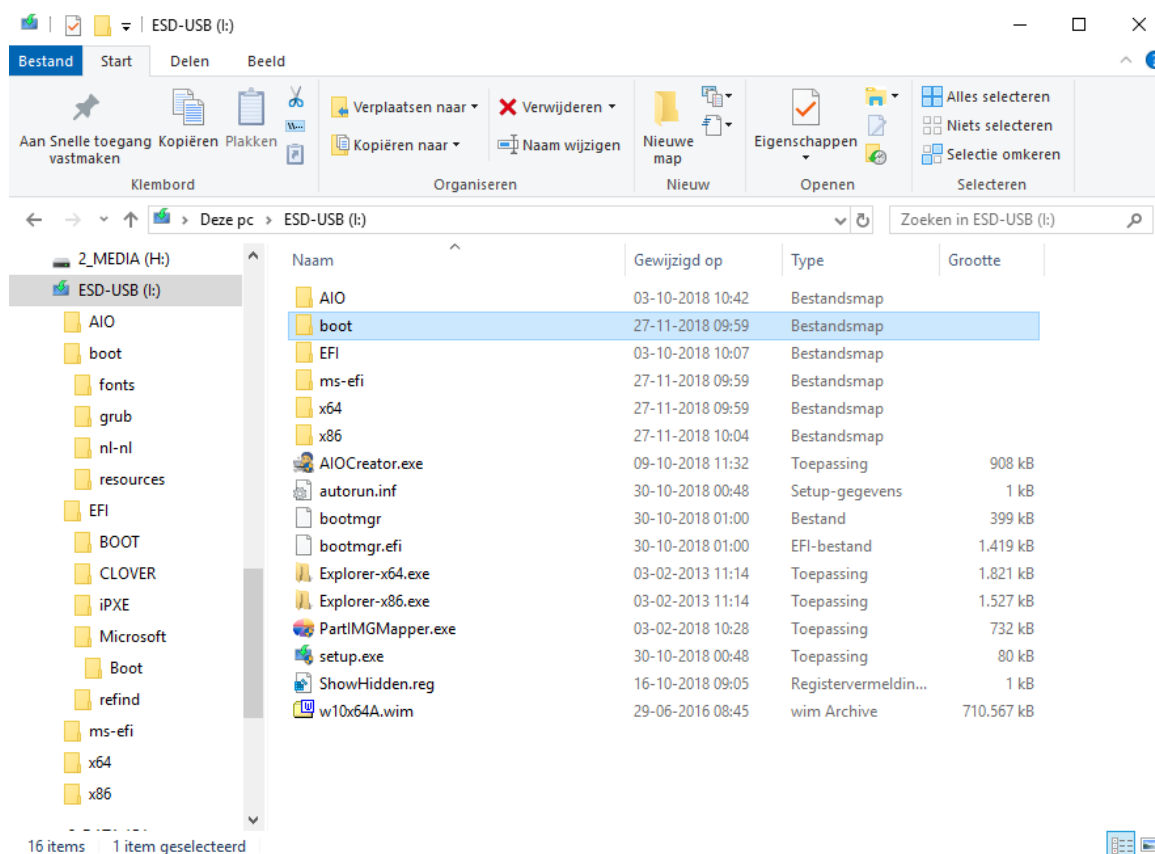 ESD-USB (I:)
Bestand Start Delen Beeld
Aan Snelle toegang vastmaken
Kopiëren
Plakken
Klembord
Verplaatsen naar
Kopiëren naar
Verwijderen
Naam wijzigen
Organiseren
Nieuwe map
Nieuw
Eigenschappen
Openen
Alles selecteren
Niets selecteren
Selectie omkeren
Selecteren
Deze pc > ESD-USB (I:)
Zoeken in ESD-USB (I:)
2_MEDIA (H:)
ESD-USB (I:)
AIO
boot
fonts
grub
nl-nl
resources
EFI
BOOT
CLOVER
iPXE
Microsoft
Boot
refind
ms-efi
x64
x86
Naam Gewijzigd op Type Grootte
AIO 03-10-2018 10:42 Bestandsmap
boot 27-11-2018 09:59 Bestandsmap
EFI 03-10-2018 10:07 Bestandsmap
ms-efi 27-11-2018 09:59 Bestandsmap
x64 27-11-2018 09:59 Bestandsmap
x86 27-11-2018 10:04 Bestandsmap
AIOCreator.exe 09-10-2018 11:32 Toepassing 908 kB
autorun.inf 30-10-2018 00:48 Setup-gegevens 1 kB
bootmgr 30-10-2018 01:00 Bestand 399 kB
bootmgr.efi 30-10-2018 01:00 EFI-bestand 1.419 kB
Explorer-x64.exe 03-02-2013 11:14 Toepassing 1.821 kB
Explorer-x86.exe 03-02-2013 11:14 Toepassing 1.527 kB
PartIMGMapper.exe 03-02-2018 10:28 Toepassing 732 kB
setup.exe 30-10-2018 00:48 Toepassing 80 kB
ShowHidden.reg 16-10-2018 09:05 Registervermeldin... 1 kB
w10x64A.wim 29-06-2016 08:45 wim Archive 710.567 kB
16 items 1 item geselecteerd